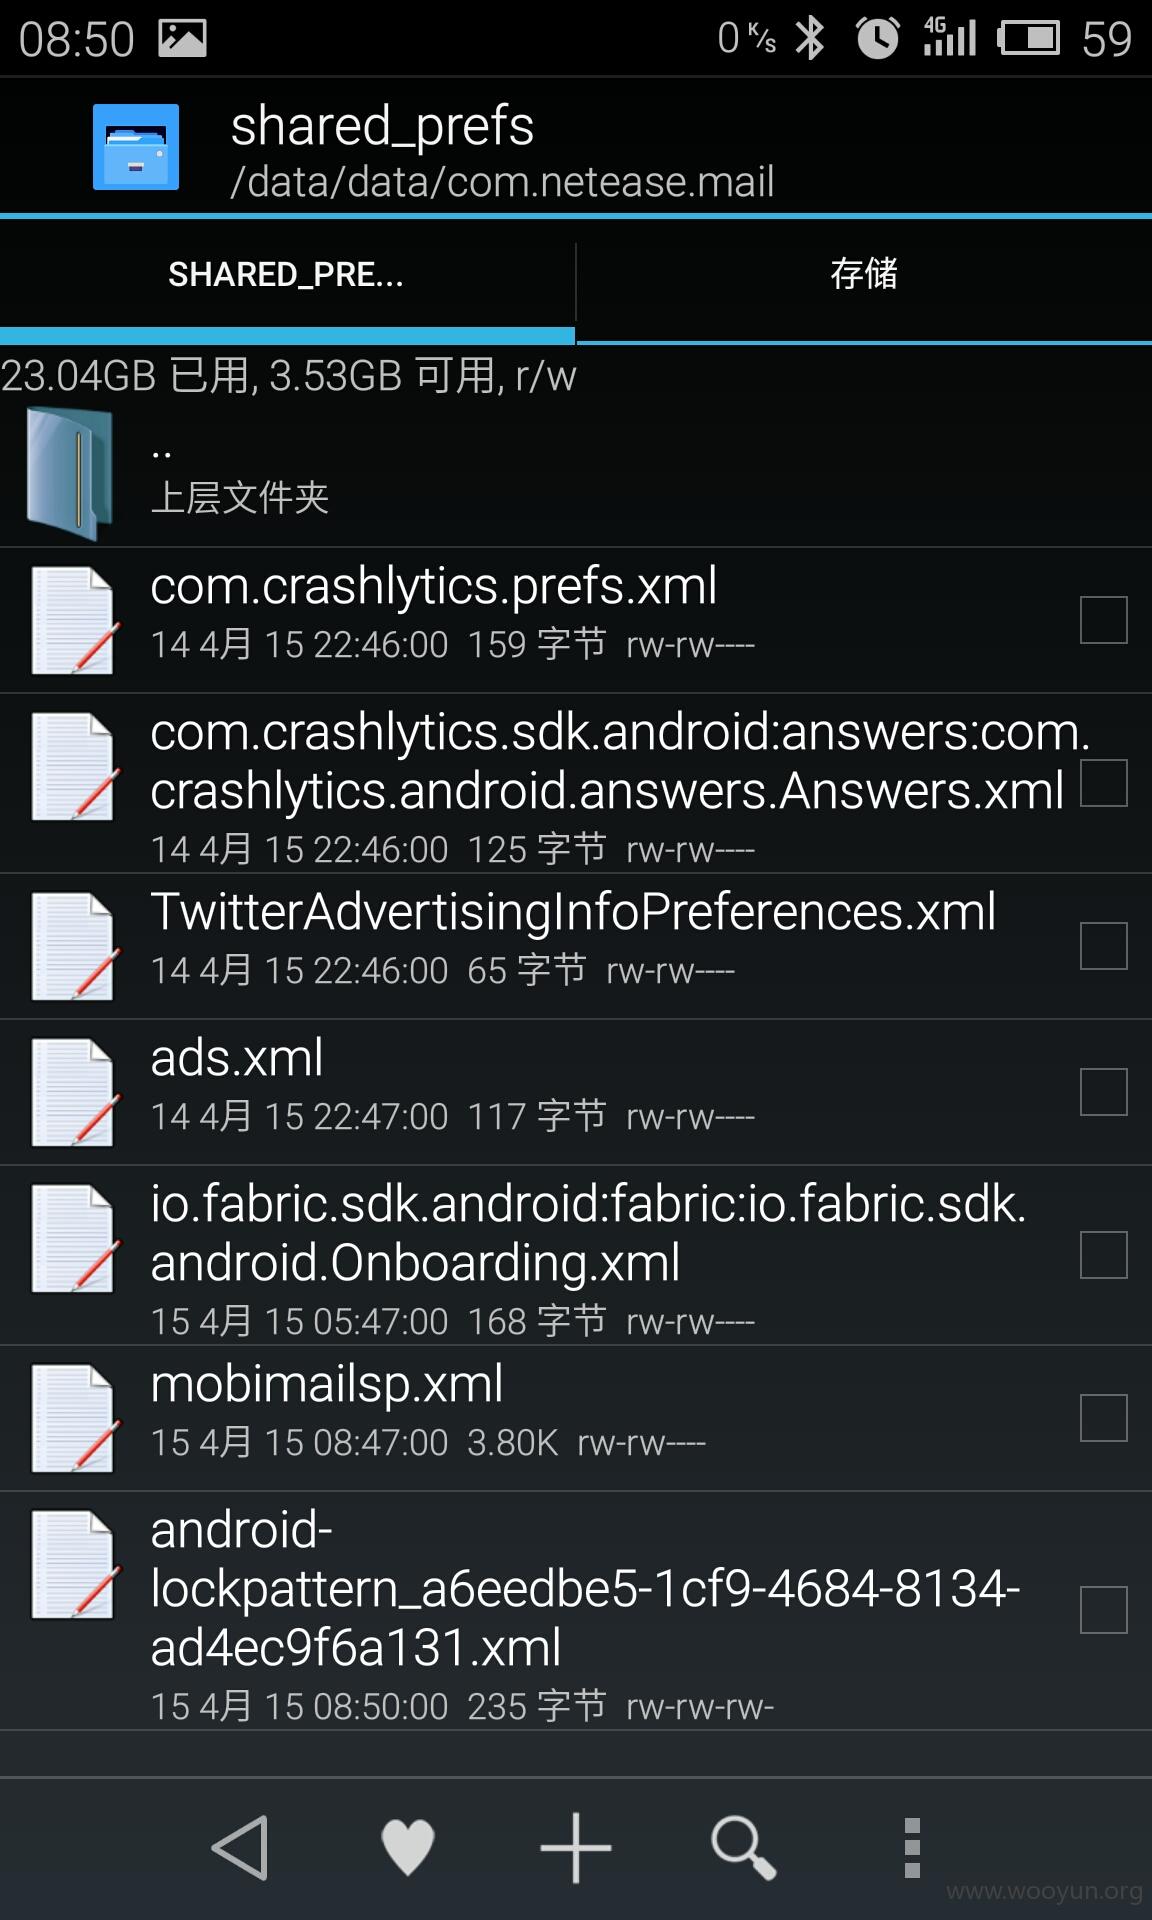 08:50
0 K/s
4G
59
shared_prefs
/data/data/com.netease.mail
SHARED_PRE...
存储
23.04GB 已用, 3.53GB 可用, r/w
..
上层文件夹
com.crashlytics.prefs.xml
14 4月 15 22:46:00 159 字节 rw-rw----
com.crashlytics.sdk.android:answers:com.
crashlytics.android.answers.Answers.xml
14 4月 15 22:46:00 125 字节 rw-rw----
TwitterAdvertisingInfoPreferences.xml
14 4月 15 22:46:00 65 字节 rw-rw----
ads.xml
14 4月 15 22:47:00 117 字节 rw-rw----
io.fabric.sdk.android:fabric:io.fabric.sdk.
android.Onboarding.xml
15 4月 15 05:47:00 168 字节 rw-rw----
mobimailsp.xml
15 4月 15 08:47:00 3.80K rw-rw----
android-
lockpattern_a6eedbe5-1cf9-4684-8134-
ad4ec9f6a131.xml
15 4月 15 08:50:00 235 字节 rw-rw-rw-
www.wooyun.org